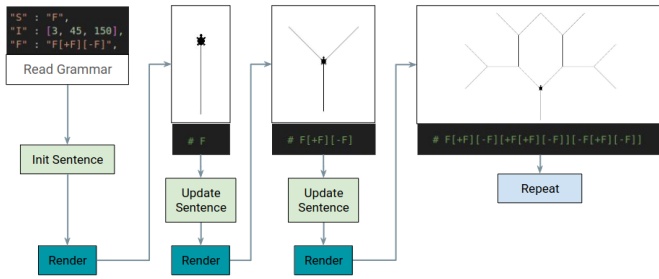 "S" : "F",
"I" : [3, 45, 150],
"F" : "F[+F][-F]",
Read Grammar
Init Sentence
Render
# F
Update
Sentence
Render
# F[+F][-F]
Update
Sentence
Render
# F[+F][-F][+F[+F][-F]][-F[+F][-F]]
Repeat